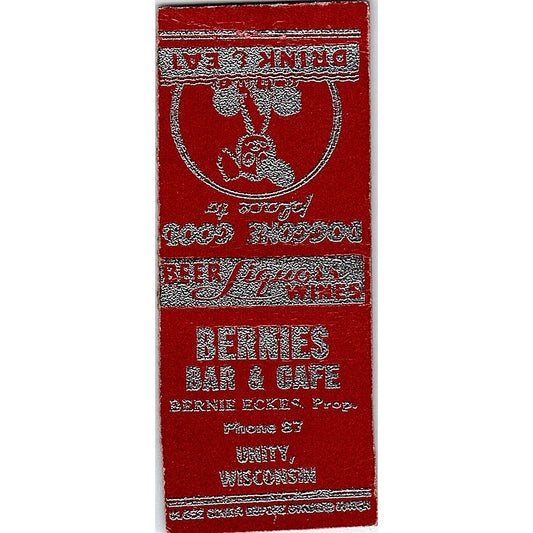 DOGGONE GOOD
place to
DRINK & EAT
BEER Liquors WINES
BERNIES
BAR & CAFE
BERNIE ECKES, Prop.
Phone 87
UNITY,
WISCONSIN
CLOSE COVER BEFORE STRIKING MATCH